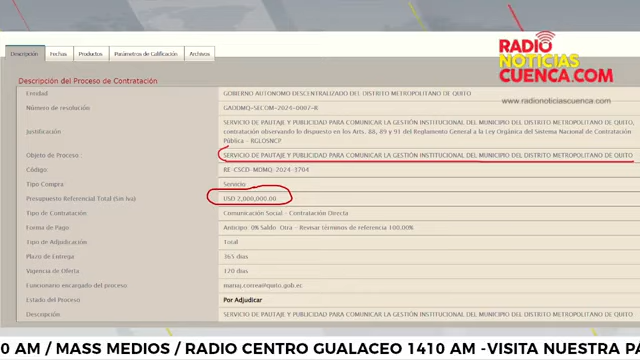 RADIO
NOTICIAS
CUENCA.COM
www.radionoticiascuenca.com
Descripción Fechas Productos Parámetros de Calificación Archivos
Descripción del Proceso de Contratación
Entidad GOBIERNO AUTONOMO DESCENTRALIZADO DEL DISTRITO METROPOLITANO DE QUITO
Número de resolución GADDMQ-SECOM-2024-0007-R
SERVICIO DE PAUTAJE Y PUBLICIDAD PARA COMUNICAR LA GESTIÓN INSTITUCIONAL DEL MUNICIPIO DEL DISTRITO METROPOLITANO DE QUITO,
Justificación contratación observando lo dispuesto en los Arts. 88, 89 y 91 del Reglamento General a la Ley Orgánica del Sistema Nacional de Contratación
Pública - RGLOSNCP
Objeto de Proceso: SERVICIO DE PAUTAJE Y PUBLICIDAD PARA COMUNICAR LA GESTIÓN INSTITUCIONAL DEL MUNICIPIO DEL DISTRITO METROPOLITANO DE QUITO
Código: RE-CSCD-MDMQ-2024-3704
Tipo Compra: Servicio
Presupuesto Referencial Total (Sin Iva) USD 2,000,000.00
Tipo de Contratación: Comunicación Social - Contratación Directa
Forma de Pago: Anticipo: 0% Saldo: Otra - Revisar términos de referencia 100.00%
Tipo de Adjudicación: Total
Plazo de Entrega: 365 días
Vigencia de Oferta: 120 días
Funcionario encargado del proceso:
Estado del Proceso: Por Adjudicar
Descripción: SERVICIO DE PAUTAJE Y PUBLICIDAD PARA COMUNICAR LA GESTIÓN INSTITUCIONAL DEL MUNICIPIO DEL DISTRITO METROPOLITANO DE QUITO
0 AM / MASS MEDIOS / RADIO CENTRO GUALACEO 1410 AM -VISITA NUESTRA PA